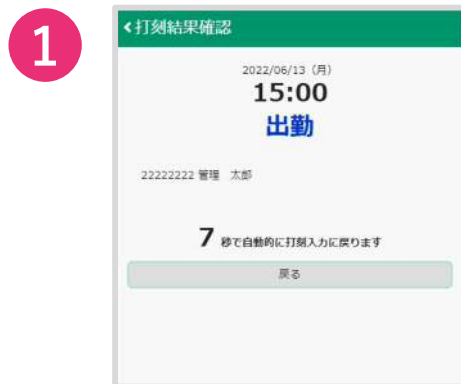 1
<打刻結果確認
2022/06/13 (月)
15:00
出勤
22222222 管理 太郎
7 秒で自動的に打刻入力に戻ります
戻る